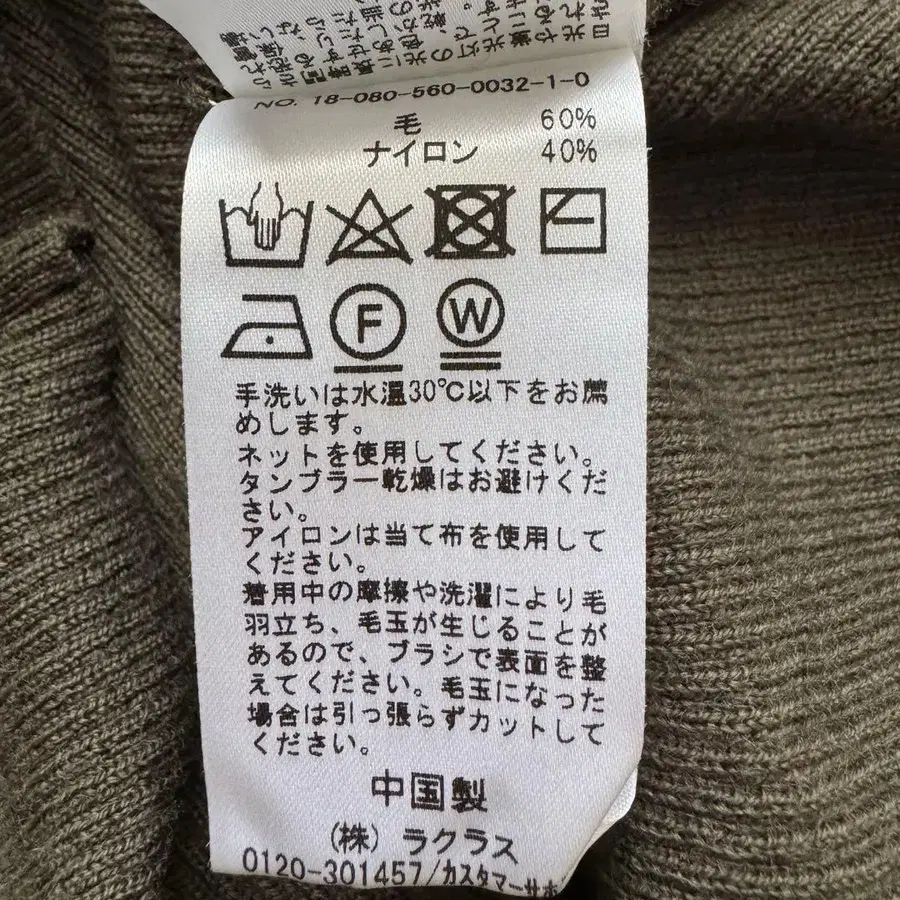 NO. 18-080-560-0032-1-0
毛 60%
ナイロン 40%
F W
手洗いは水温30℃以下をお薦
めします。
ネットを使用してください。
タンブラー乾燥はお避けくだ
さい。
アイロンは当て布を使用して
ください。
着用中の摩擦や洗濯により毛
羽立ち、毛玉が生じることが
あるので、ブラシで表面を整
えてください。毛玉になった
場合は引っ張らずカットして
ください。
中国製
(株) ラクラス
0120-301457/カスタマーサポ